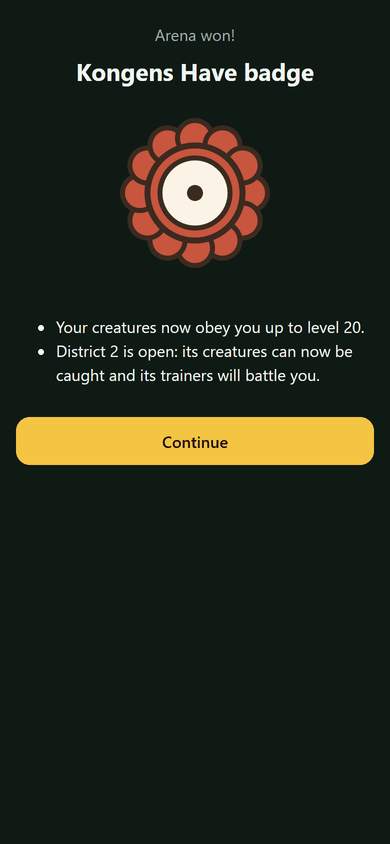 Arena won!
Kongens Have badge
• Your creatures now obey you up to level 20.
• District 2 is open: its creatures can now be
caught and its trainers will battle you.
Continue